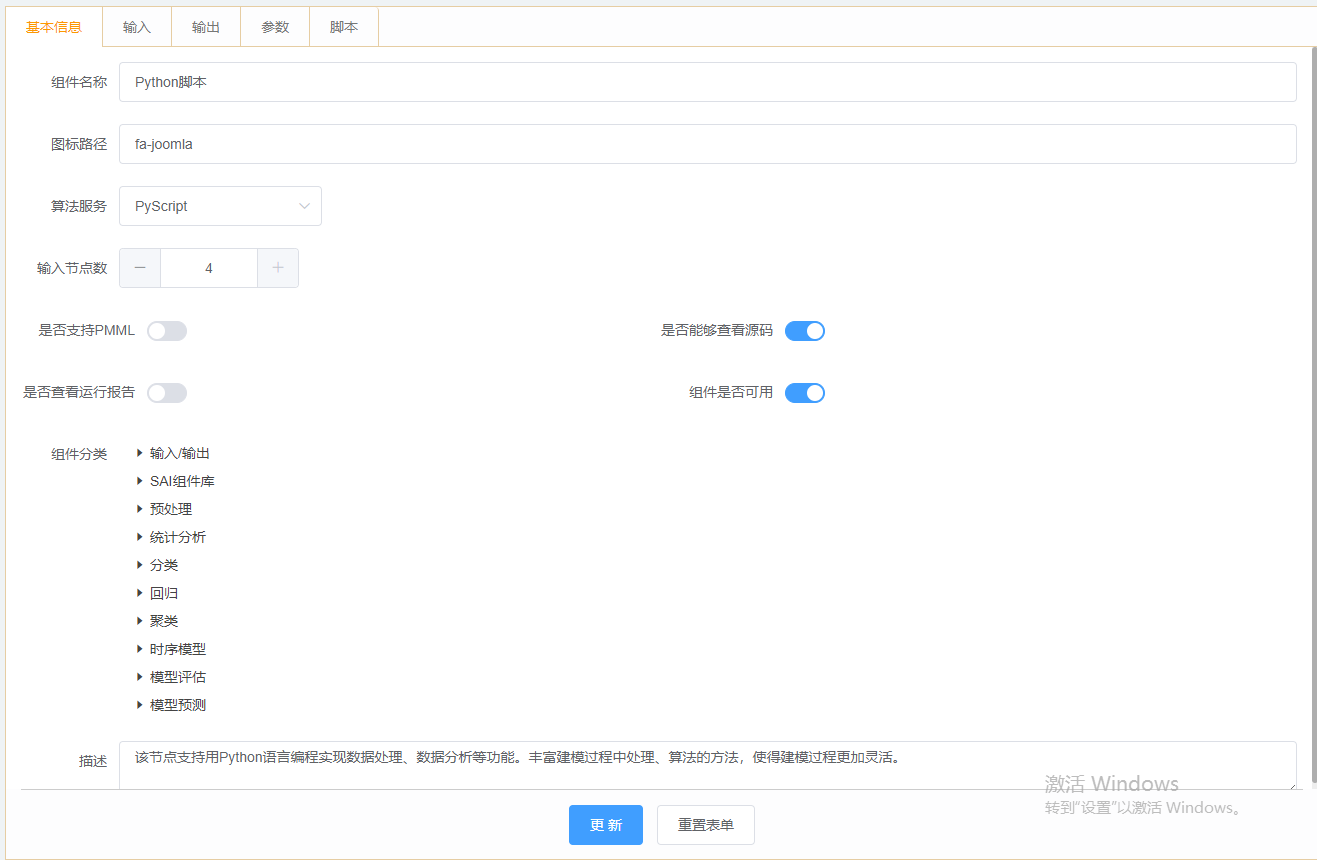 基本信息 输入 输出 参数 脚本
组件名称 Python脚本
图标路径 fa-joomla
算法服务 PyScript
输入节点数 4
是否支持PMML 是否能够查看源码
是否查看运行报告 组件是否可用
组件分类 输入/输出
SAI组件库
预处理
统计分析
分类
回归
聚类
时序模型
模型评估
模型预测
描述 该节点支持用Python语言编程实现数据处理、数据分析等功能。丰富建模过程中处理、算法的方法，使得建模过程更加灵活。
激活 Windows
转到"设置"以激活 Windows。
更 新 重置表单